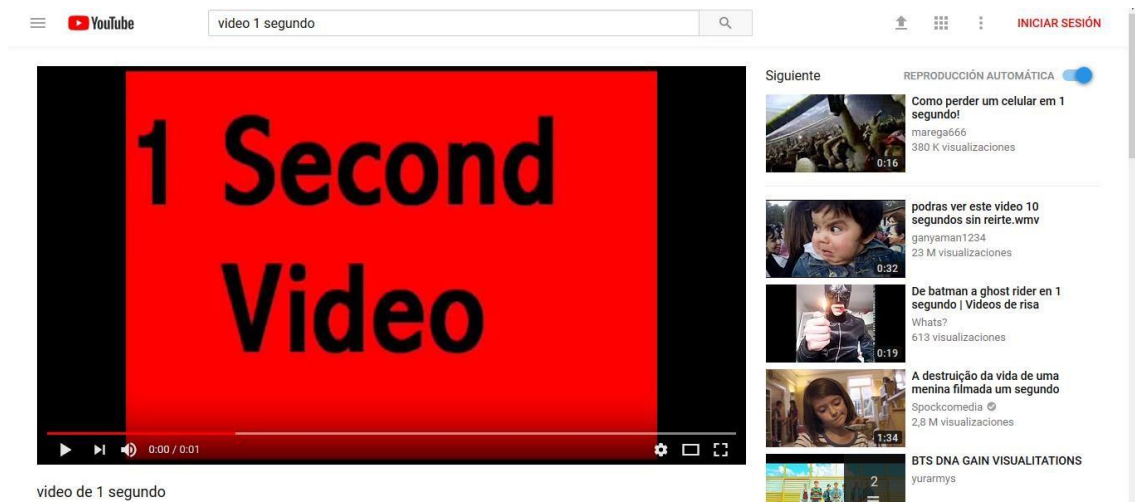 YouTube
video 1 segundo
INICIAR SESIÓN
1 Second
Video
0:00 / 0:01
video de 1 segundo
Siguiente
REPRODUCCIÓN AUTOMÁTICA
Como perder um celular em 1
segundo!
marega666
380 K visualizaciones
0:16
podras ver este video 10
segundos sin reirte.wmv
ganyaman1234
23 M visualizaciones
0:32
De batman a ghost rider en 1
segundo | Videos de risa
Whats?
613 visualizaciones
0:19
A destruição da vida de uma
menina filmada um segundo
Spockcomedia
2,8 M visualizaciones
1:34
BTS DNA GAIN VISUALITATIONS
yurarmys
2